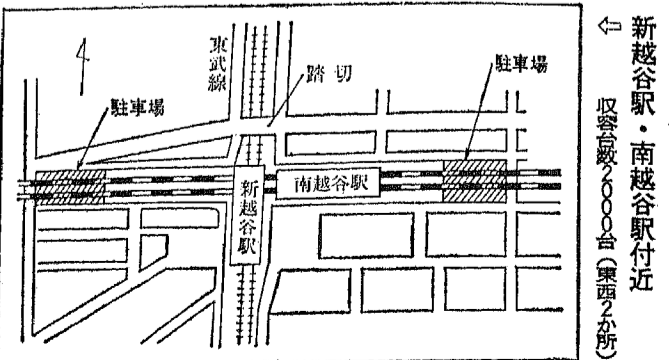 新越谷駅・南越谷駅付近
⇦ 収容台数2000台(東西2か所)
東武線
踏切
駐車場
駐車場
新越谷駅
南越谷駅